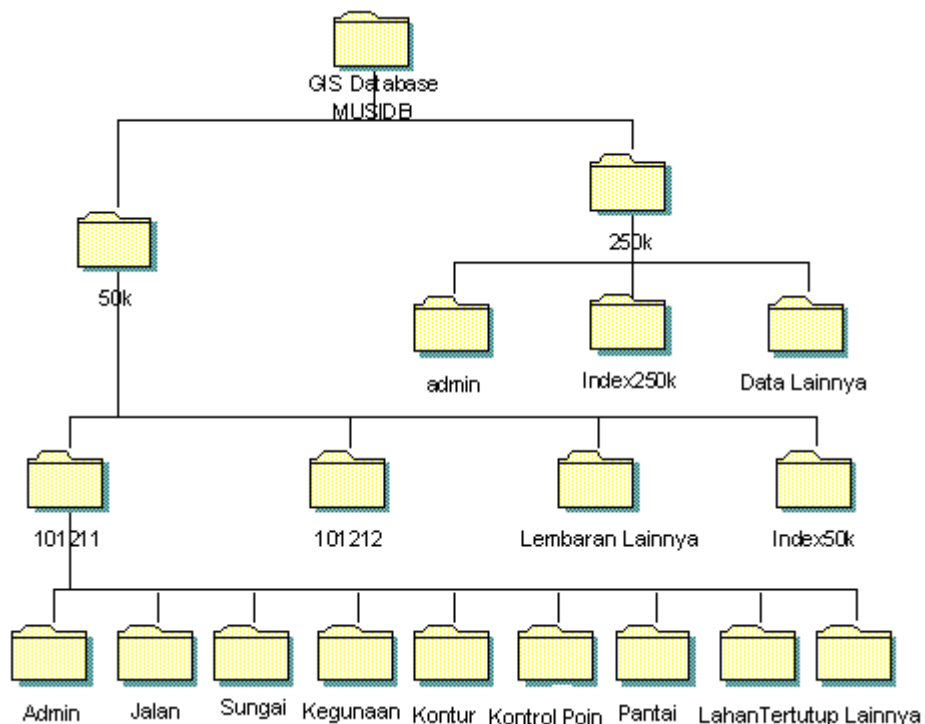 GIS Database
MUSIDB
250k
50k
admin
Index250k
Data Lainnya
101211
101212
Lembaran Lainnya
Index50k
Admin
Jalan
Sungai
Kegunaan
Kontur
Kontrol Poin
Pantai
LahanTertutup
Lainnya